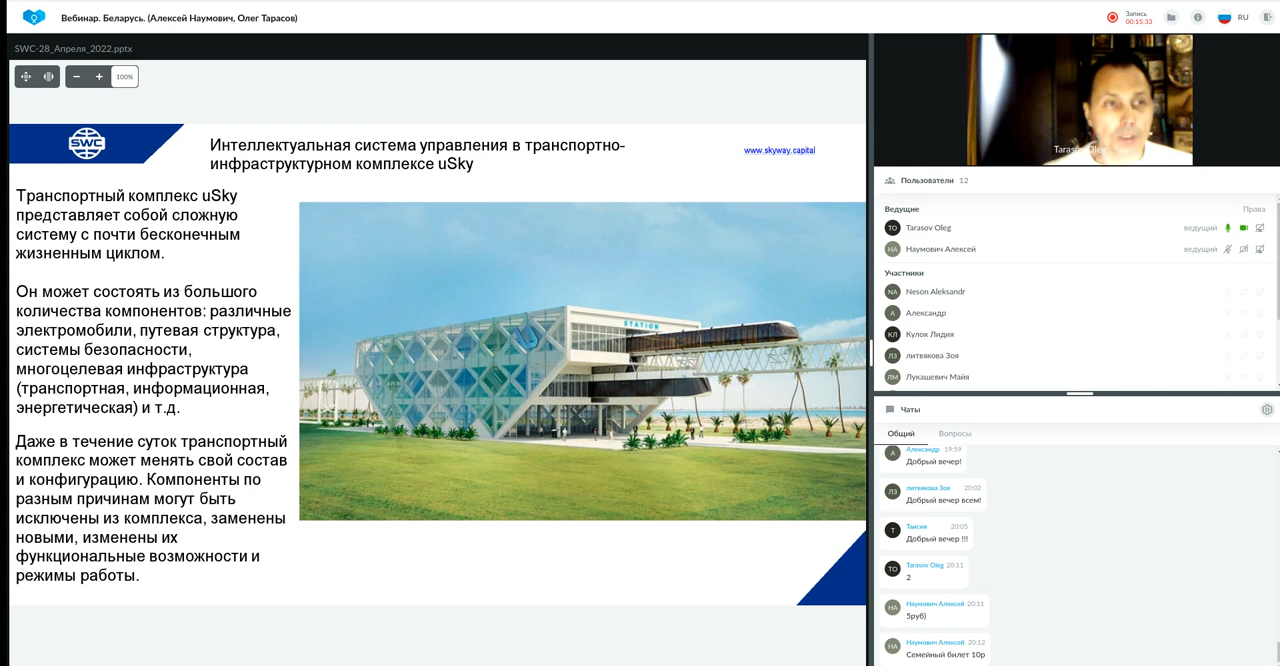 Вебинар. Беларусь. (Алексей Наумович, Олег Тарасов)
Запись
00:15:33
RU
SWC-28_Апреля_2022.pptx
100%
SWC
Интеллектуальная система управления в транспортно-
инфраструктурном комплексе uSky
www.skyway.capital
Транспортный комплекс uSky
представляет собой сложную
систему с почти бесконечным
жизненным циклом.
Он может состоять из большого
количества компонентов: различные
электромобили, путевая структура,
системы безопасности,
многоцелевая инфраструктура
(транспортная, информационная,
энергетическая) и т.д.
Даже в течение суток транспортный
комплекс может менять свой состав
и конфигурацию. Компоненты по
разным причинам могут быть
исключены из комплекса, заменены
новыми, изменены их
функциональные возможности и
режимы работы.
STATION
Tarasov Oleg
Пользователи 12
Ведущие Права
TO Tarasov Oleg ведущий
НА Наумович Алексей ведущий
Участники
NA Neson Aleksandr
А Александр
КЛ Кулок Лидия
ЛЗ литвякова Зоя
ЛМ Лукашевич Майя
Чаты
Общий Вопросы
А Александр 19:59
Добрый вечер!
ЛЗ литвякова Зоя 20:02
Добрый вечер всем!
Т Таисия 20:05
Добрый вечер !!!
TO Tarasov Oleg 20:11
2
НА Наумович Алексей 20:11
5руб)
НА Наумович Алексей 20:12
Семейный билет 10р